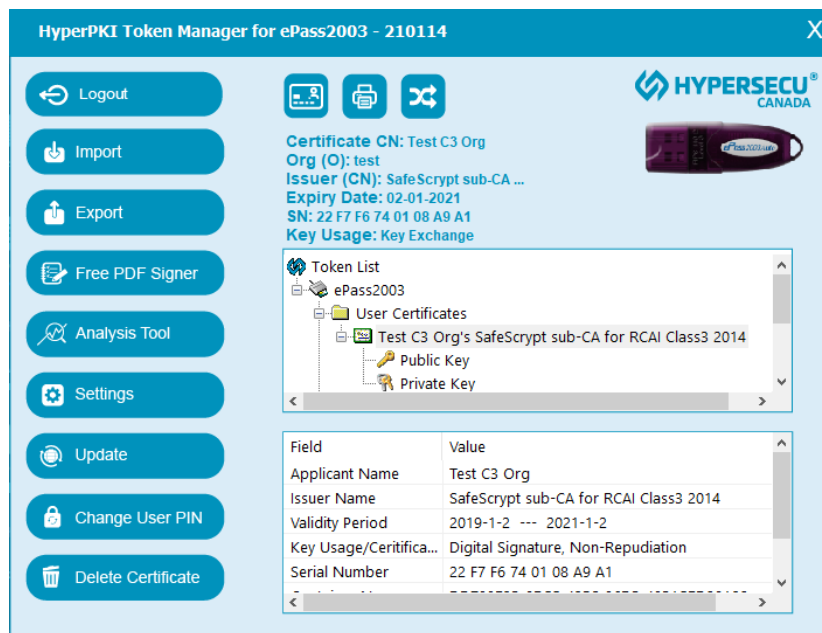 HyperPKI Token Manager for ePass2003 - 210114
X
Logout
Import
Export
Free PDF Signer
Analysis Tool
Settings
Update
Change User PIN
Delete Certificate
HYPERSECU®
CANADA
ePass2003
Certificate CN: Test C3 Org
Org (O): test
Issuer (CN): SafeScrypt sub-CA ...
Expiry Date: 02-01-2021
SN: 22 F7 F6 74 01 08 A9 A1
Key Usage: Key Exchange
Token List
ePass2003
User Certificates
Test C3 Org's SafeScrypt sub-CA for RCAI Class3 2014
Public Key
Private Key
Field Value
Applicant Name Test C3 Org
Issuer Name SafeScrypt sub-CA for RCAI Class3 2014
Validity Period 2019-1-2 --- 2021-1-2
Key Usage/Ceritifica... Digital Signature, Non-Repudiation
Serial Number 22 F7 F6 74 01 08 A9 A1